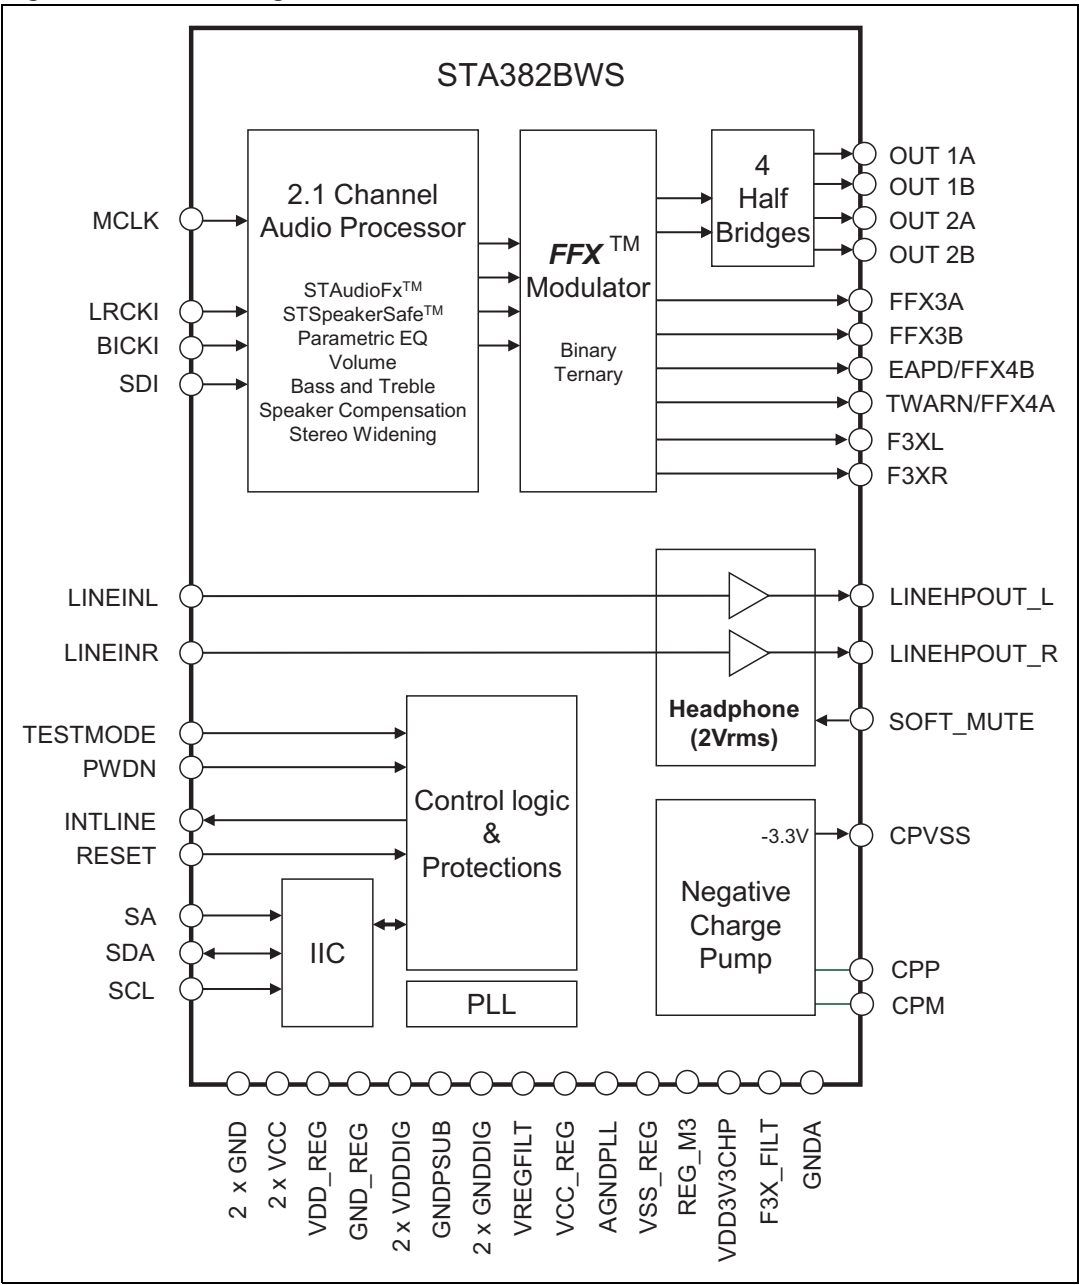 STA382BWS
MCLK
LRCKI
BICKI
SDI
2.1 Channel
Audio Processor
STAudioFx™
STSpeakerSafe™
Parametric EQ
Volume
Bass and Treble
Speaker Compensation
Stereo Widening
FFX ™
Modulator
Binary
Ternary
4
Half
Bridges
OUT 1A
OUT 1B
OUT 2A
OUT 2B
FFX3A
FFX3B
EAPD/FFX4B
TWARN/FFX4A
F3XL
F3XR
LINEINL
LINEINR
Headphone
(2Vrms)
LINEHPOUT_L
LINEHPOUT_R
SOFT_MUTE
TESTMODE
PWDN
INTLINE
RESET
SA
SDA
SCL
Control logic
&
Protections
IIC
PLL
-3.3V
Negative
Charge
Pump
CPVSS
CPP
CPM
2 x GND
2 x VCC
VDD_REG
GND_REG
2 x VDDDIG
GNDPSUB
2 x GNDDIG
VREGFILT
VCC_REG
AGNDPLL
VSS_REG
REG_M3
VDD3V3CHP
F3X_FILT
GNDA